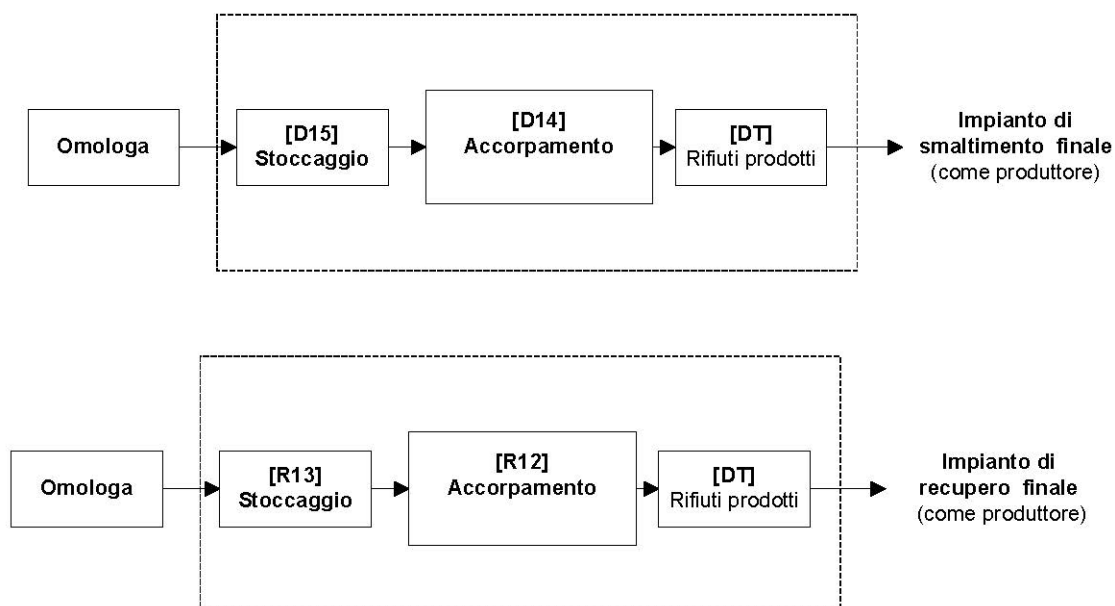 Omologa
[D15]
Stoccaggio
[D14]
Accorpamento
[DT]
Rifiuti prodotti
Impianto di
smaltimento finale
(come produttore)
Omologa
[R13]
Stoccaggio
[R12]
Accorpamento
[DT]
Rifiuti prodotti
Impianto di
recupero finale
(come produttore)